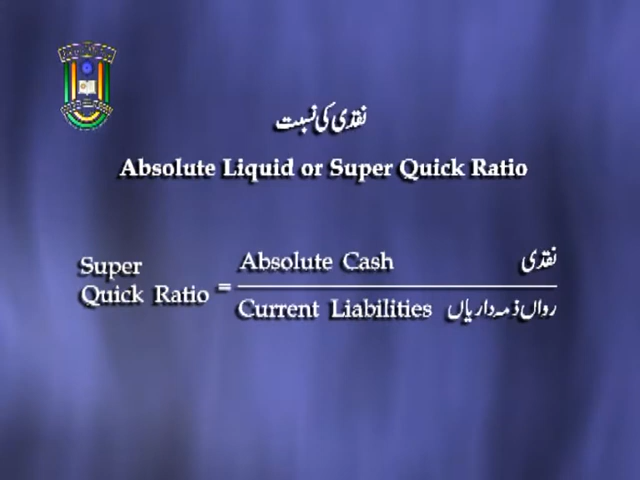 نقدی کی نسبت
Absolute Liquid or Super Quick Ratio
Super Quick Ratio =
Absolute Cash نقدی
Current Liabilities رواں ذمہ داریاں